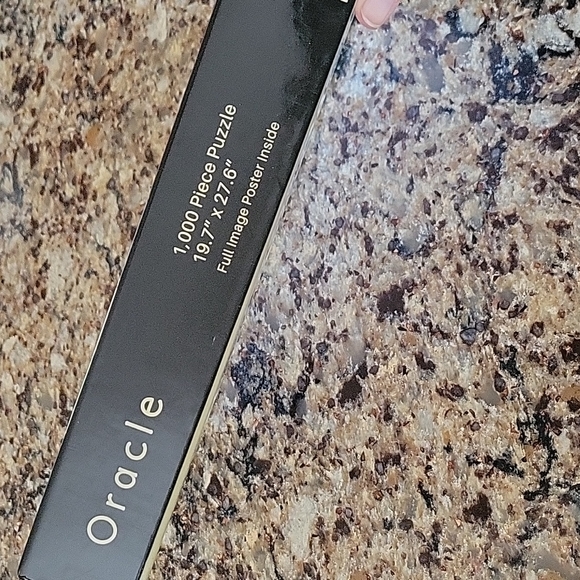 Oracle
1,000 Piece Puzzle
19.7" x 27.6"
Full Image Poster Inside